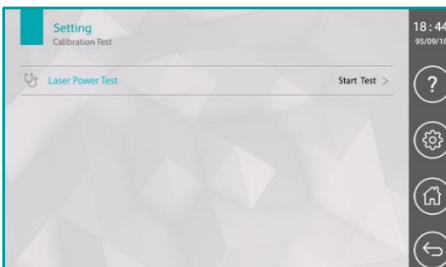 Setting
Calibration Test
Laser Power Test
Start Test >
18:44
95/09/18
?